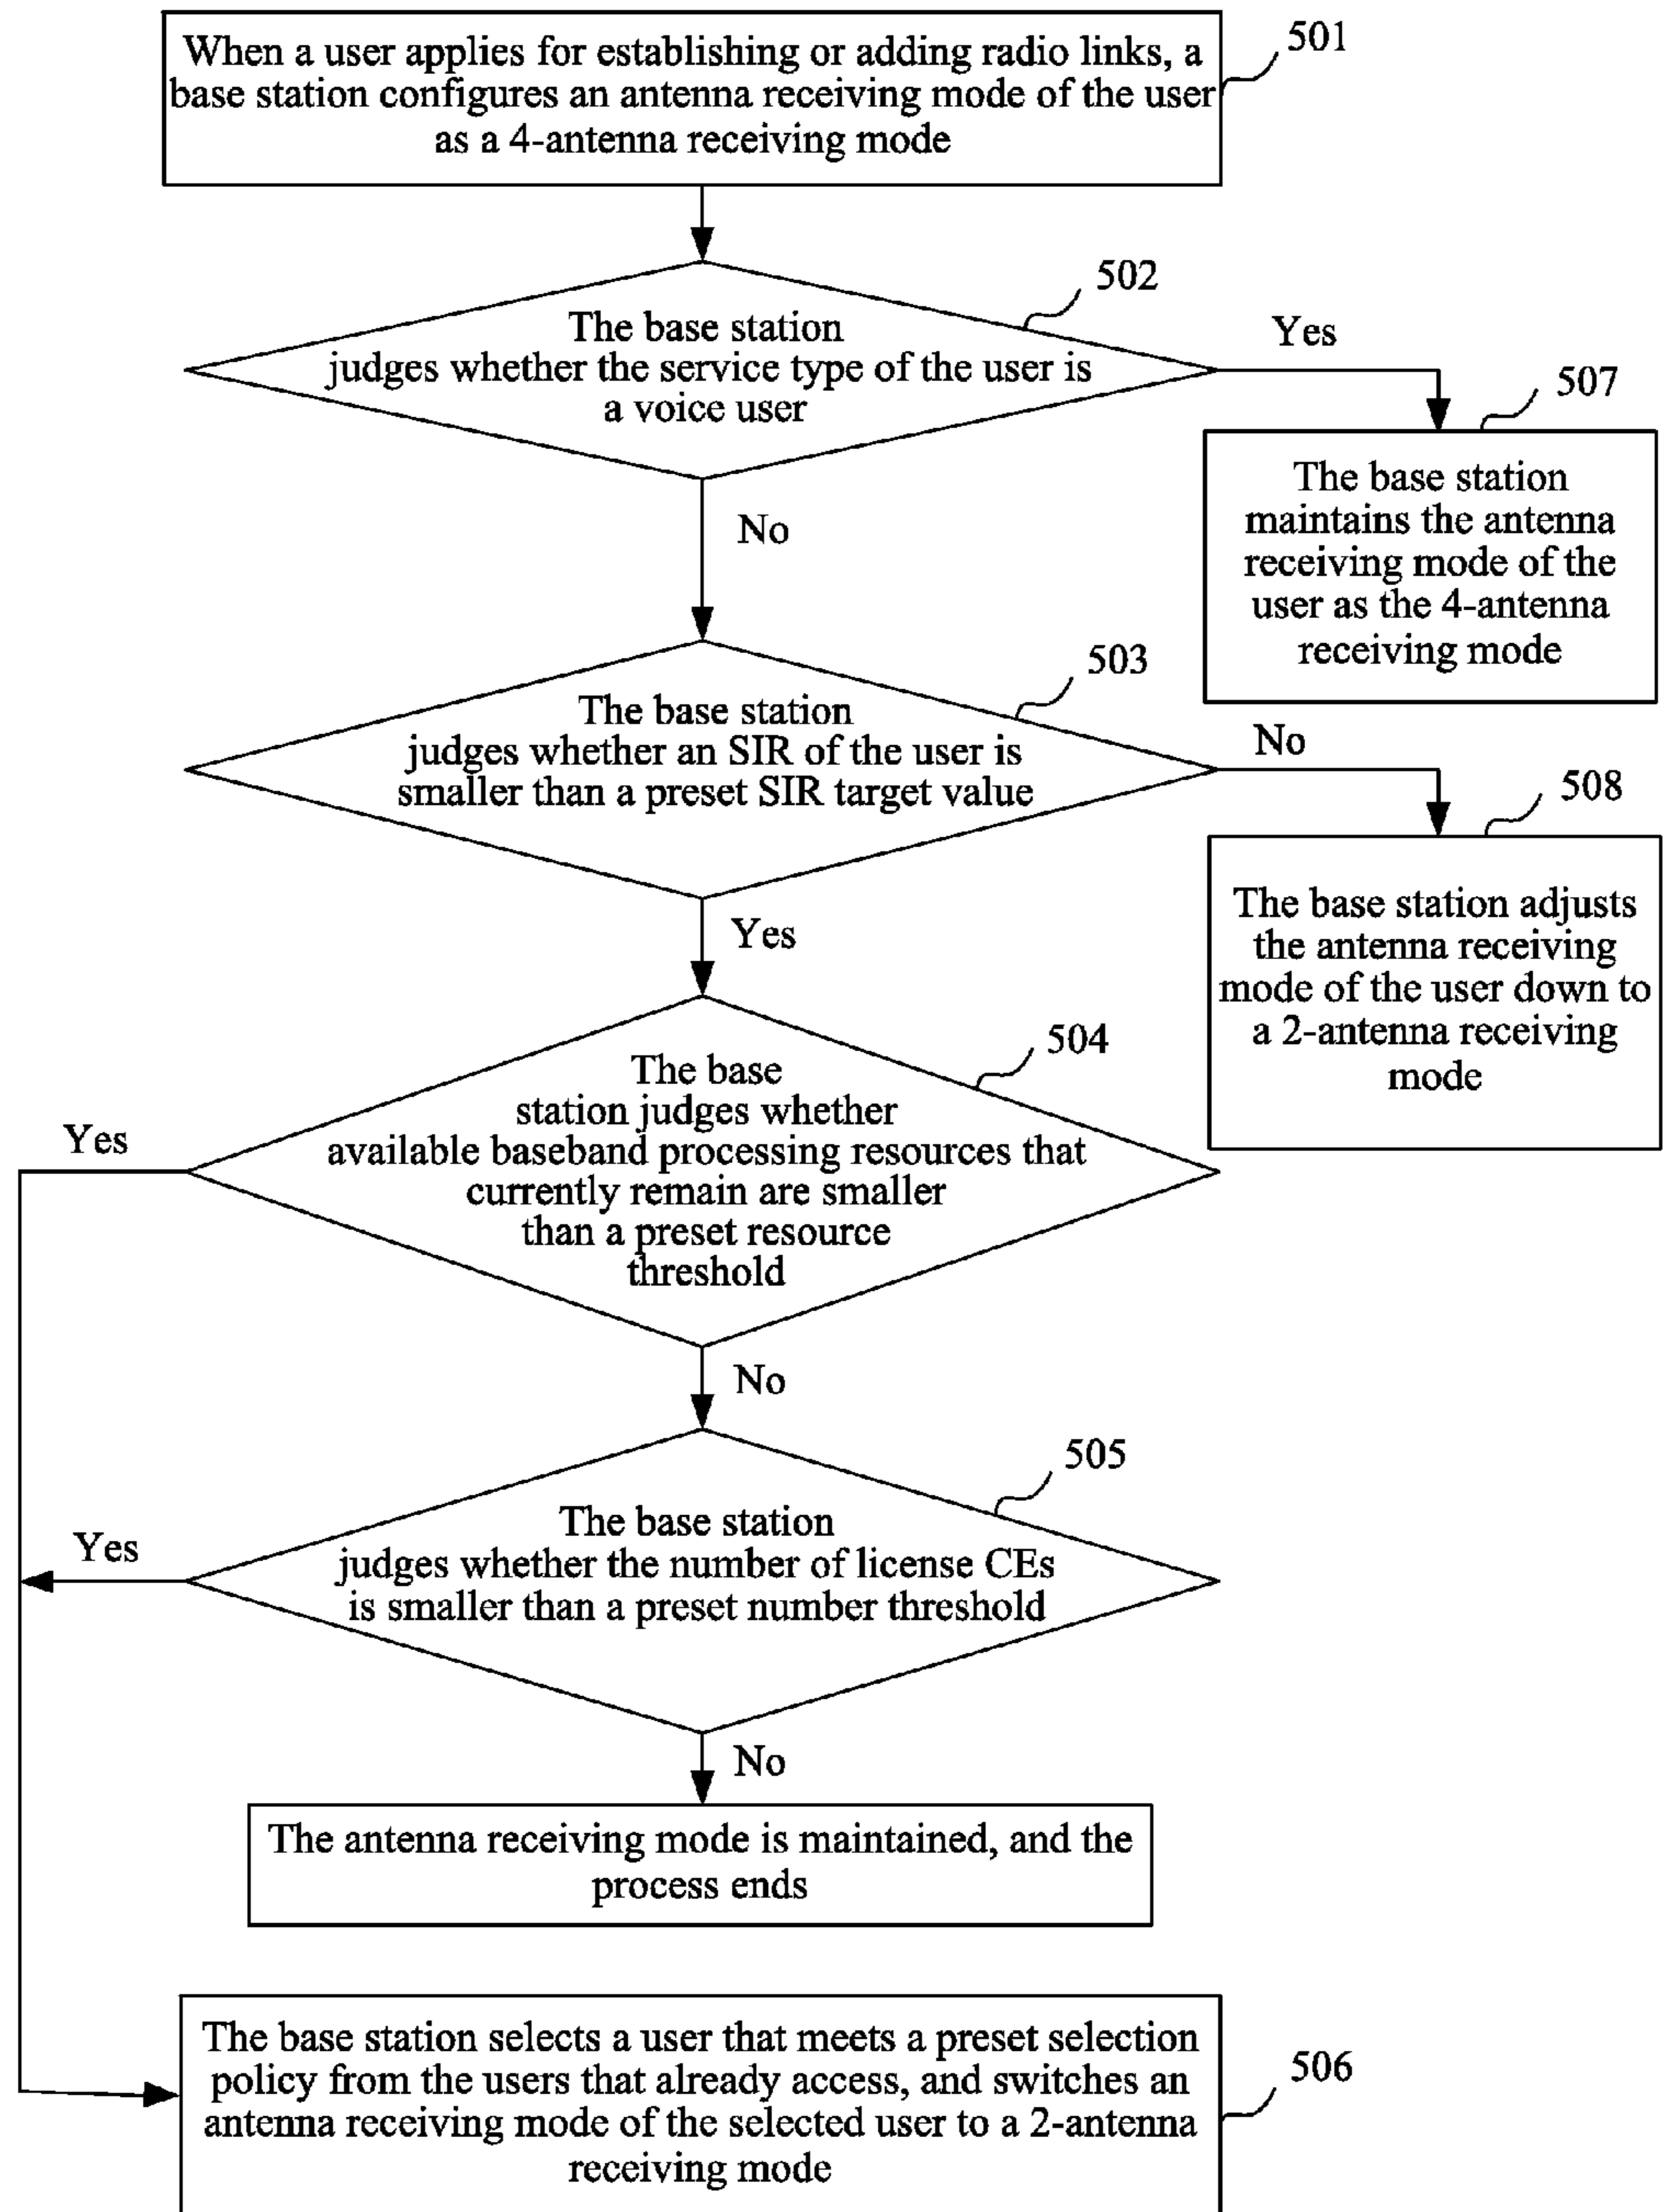 When a user applies for establishing or adding radio links, a
base station configures an antenna receiving mode of the user
as a 4-antenna receiving mode
501
502
The base station
judges whether the service type of the user is
a voice user
Yes
507
The base station
maintains the antenna
receiving mode of the
user as the 4-antenna
receiving mode
No
503
The base station
judges whether an SIR of the user is
smaller than a preset SIR target value
No
508
The base station adjusts
the antenna receiving
mode of the user down to
a 2-antenna receiving
mode
Yes
504
The base
station judges whether
available baseband processing resources that
currently remain are smaller
than a preset resource
threshold
Yes
No
505
The base station
judges whether the number of license CEs
is smaller than a preset number threshold
Yes
No
The antenna receiving mode is maintained, and the
process ends
The base station selects a user that meets a preset selection
policy from the users that already access, and switches an
antenna receiving mode of the selected user to a 2-antenna
receiving mode
506